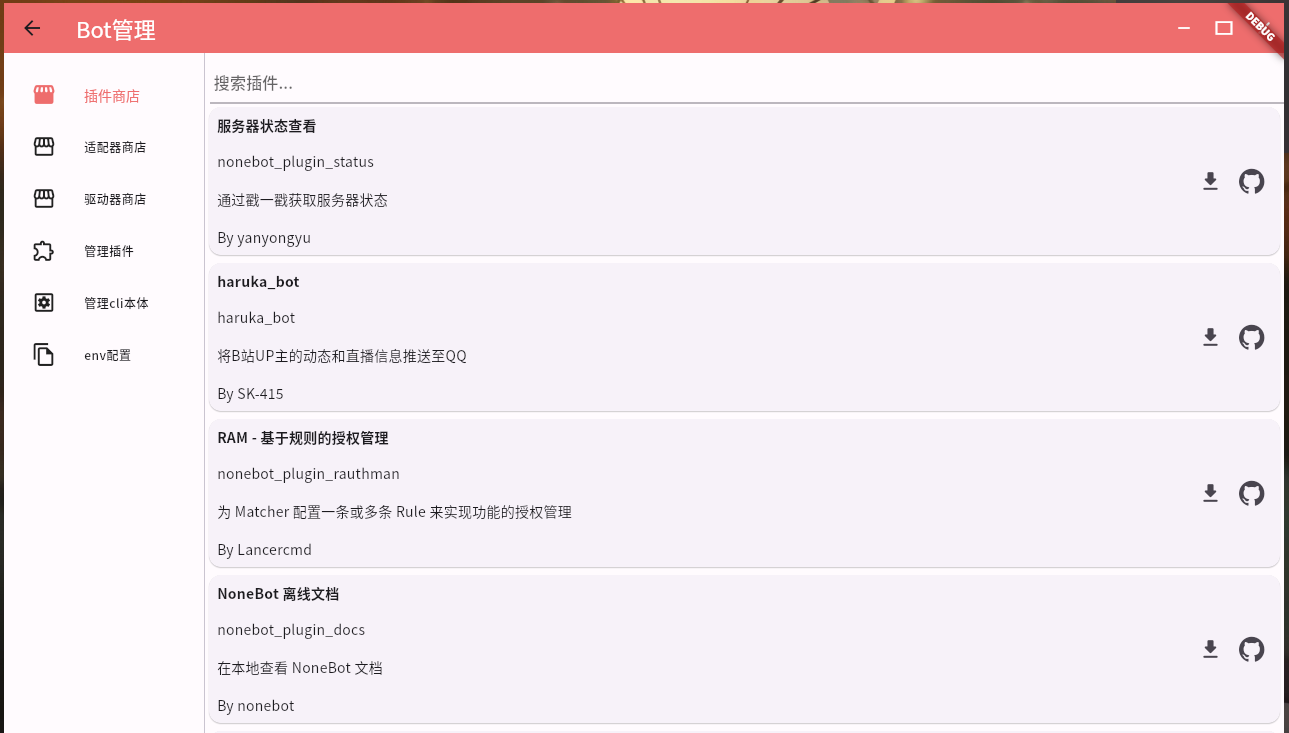 Bot管理
DEBUG
插件商店
适配器商店
驱动器商店
管理插件
管理cli本体
env配置
搜索插件...
服务器状态查看
nonebot_plugin_status
通过戳一戳获取服务器状态
By yanyongyu
haruka_bot
haruka_bot
将B站UP主的动态和直播信息推送至QQ
By SK-415
RAM - 基于规则的授权管理
nonebot_plugin_rauthman
为 Matcher 配置一条或多条 Rule 来实现功能的授权管理
By Lancercmd
NoneBot 离线文档
nonebot_plugin_docs
在本地查看 NoneBot 文档
By nonebot